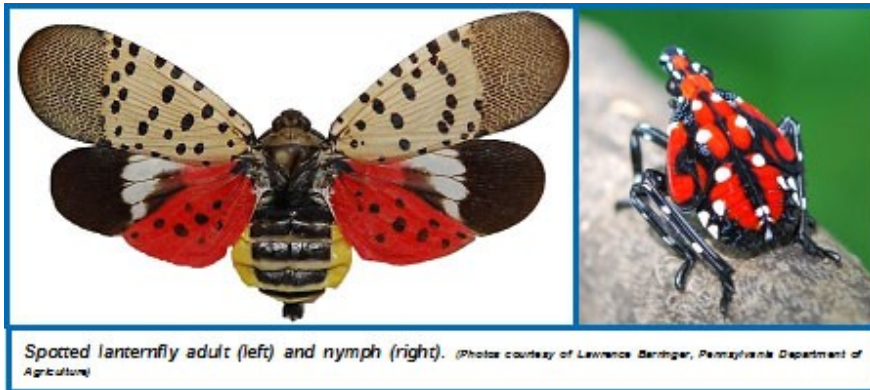 Spotted lanternfly adult (left) and nymph (right). (Photos courtesy of Lawrence Barringer, Pennsylvania Department of
Agriculture)